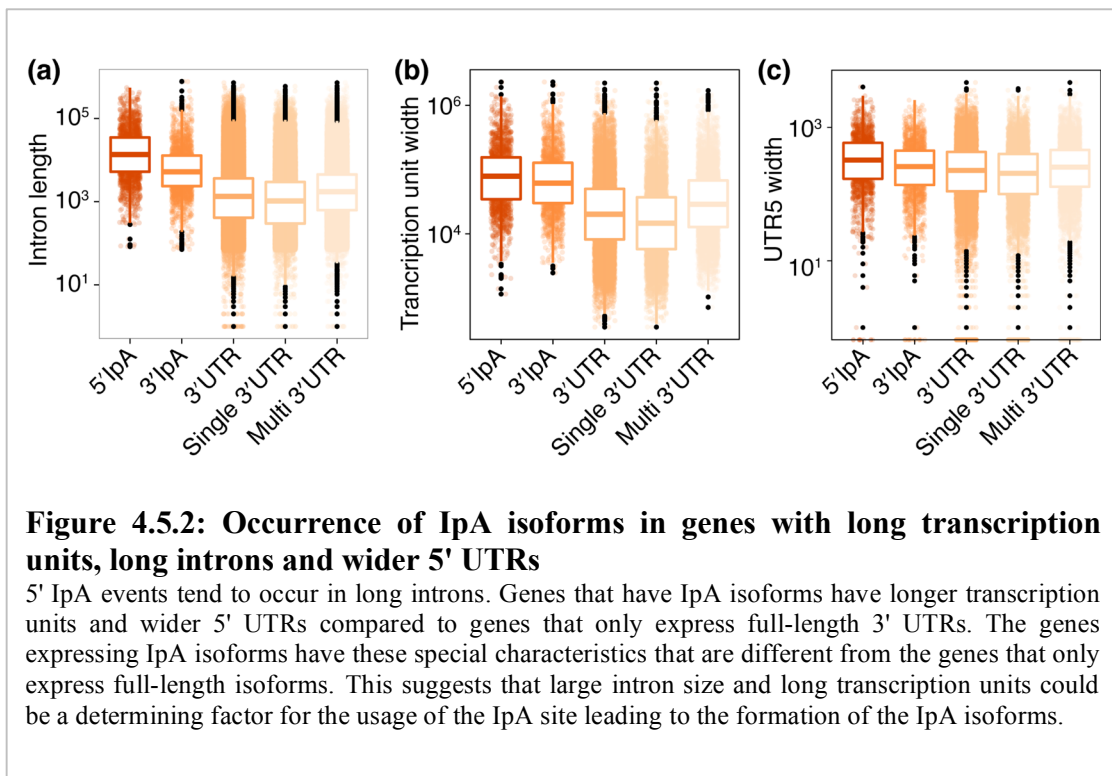 (a)
Intron length
10^5
10^3
10^1
5′IpA
3′IpA
3′UTR
Single 3′UTR
Multi 3′UTR
(b)
Trancription unit width
10^6
10^4
5′IpA
3′IpA
3′UTR
Single 3′UTR
Multi 3′UTR
(c)
UTR5 width
10^3
10^1
5′IpA
3′IpA
3′UTR
Single 3′UTR
Multi 3′UTR
Figure 4.5.2: Occurrence of IpA isoforms in genes with long transcription
units, long introns and wider 5' UTRs
5' IpA events tend to occur in long introns. Genes that have IpA isoforms have longer transcription
units and wider 5' UTRs compared to genes that only express full-length 3' UTRs. The genes
expressing IpA isoforms have these special characteristics that are different from the genes that only
express full-length isoforms. This suggests that large intron size and long transcription units could
be a determining factor for the usage of the IpA site leading to the formation of the IpA isoforms.